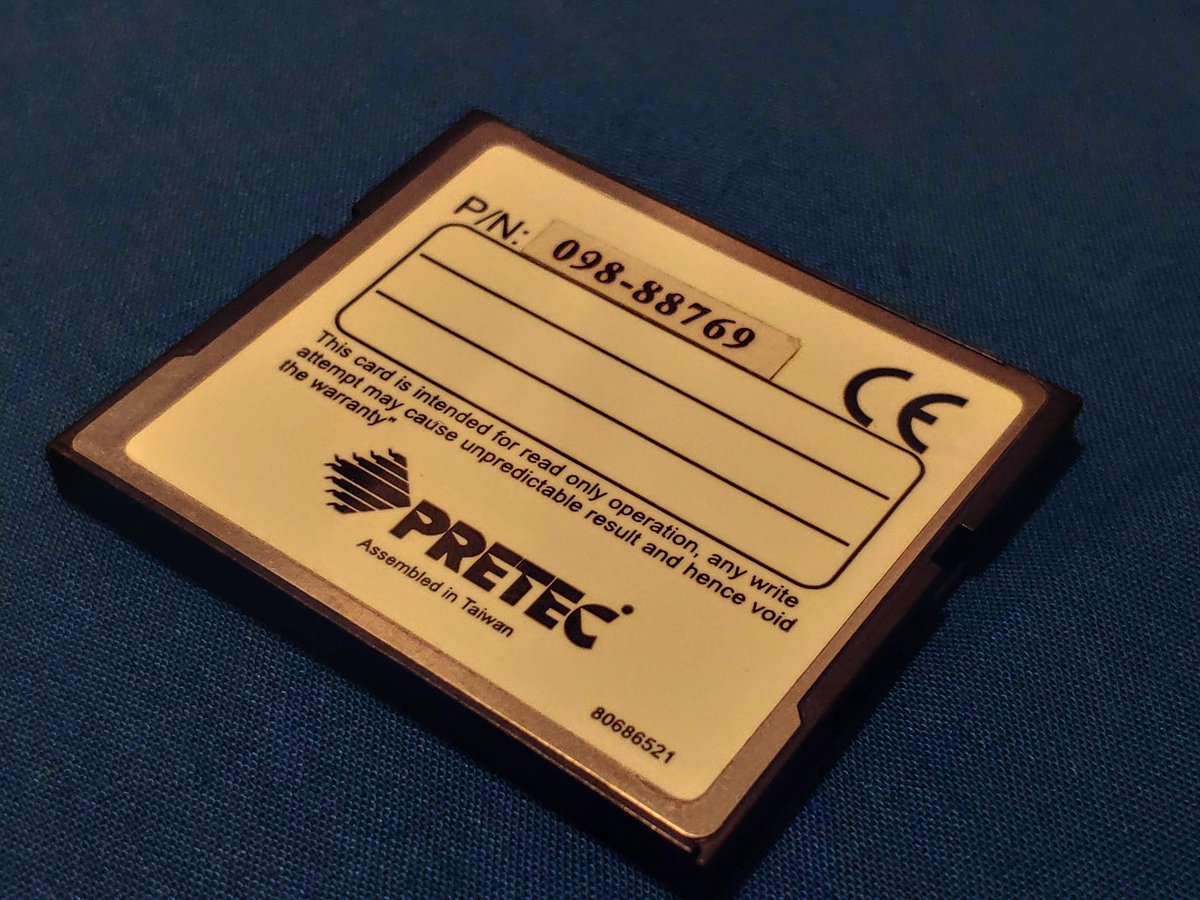 P/N: 098-88769
CE
This card is intended for read only operation, any write
attempt may cause unpredictable result and hence void
the warranty"
PRETEC
Assembled in Taiwan
80686521